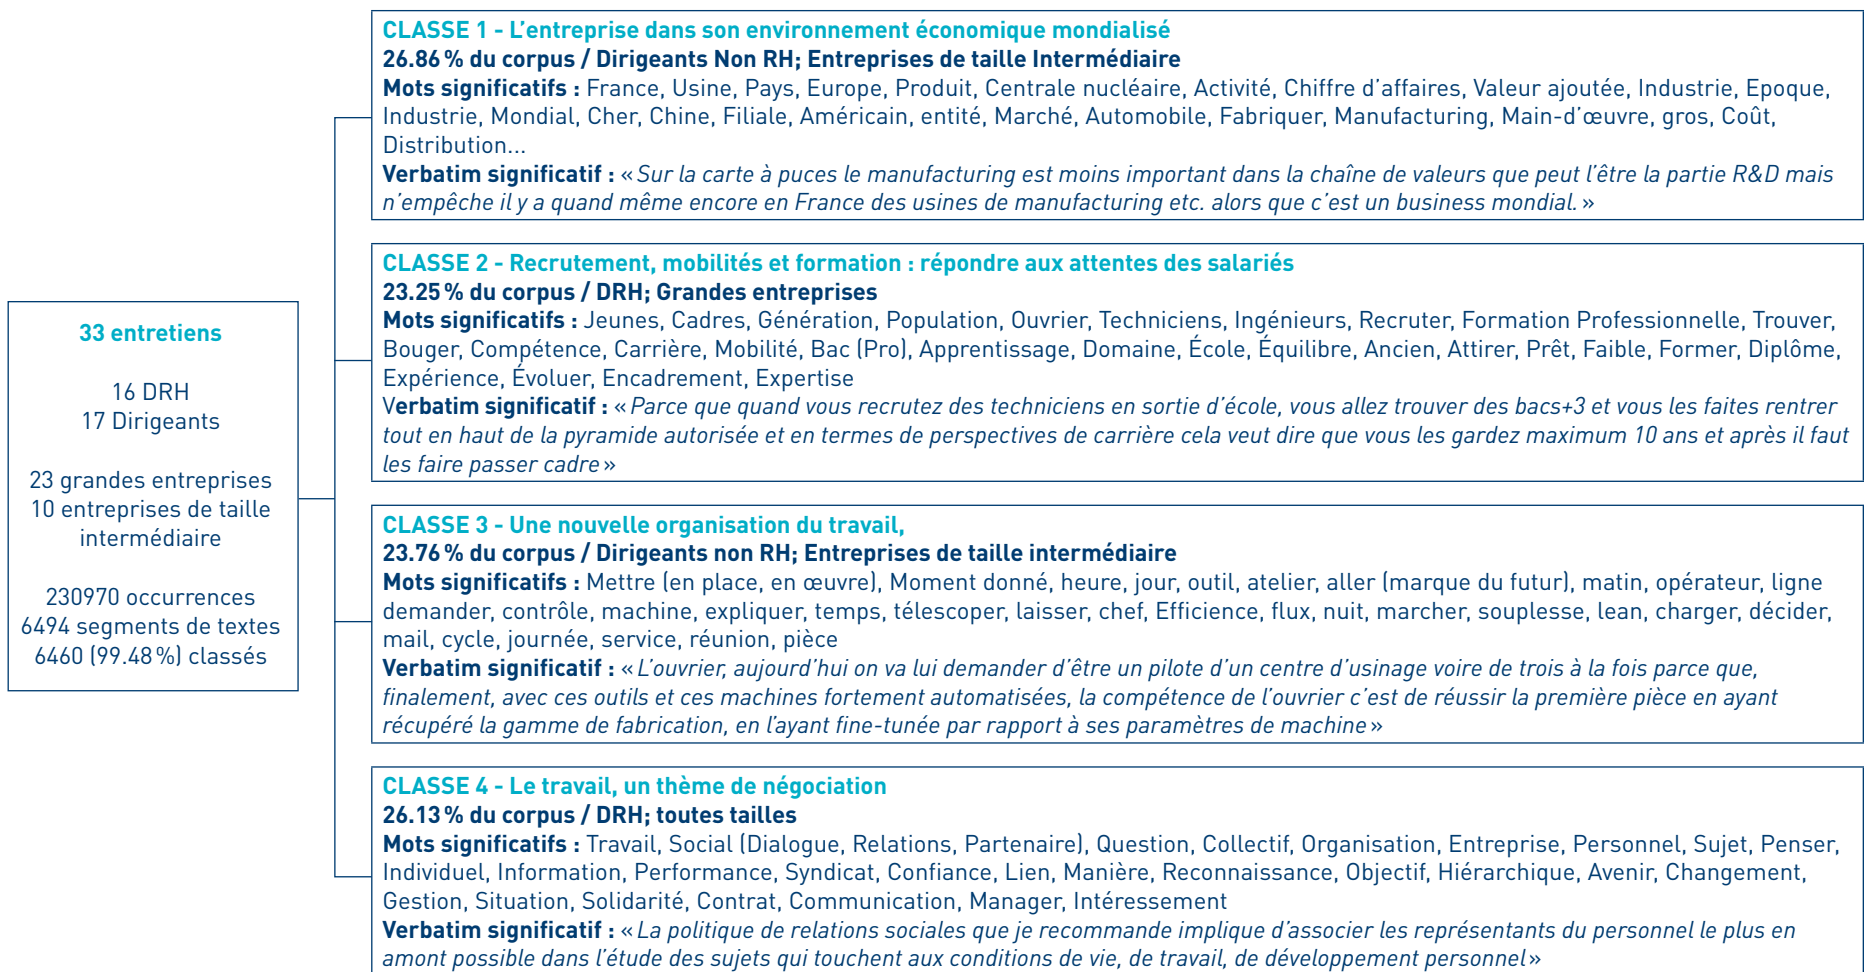 33 entretiens
16 DRH
17 Dirigeants
23 grandes entreprises
10 entreprises de taille
intermédiaire
230970 occurrences
6494 segments de textes
6460 (99.48 %) classés
CLASSE 1 - L’entreprise dans son environnement économique mondialisé
26.86 % du corpus / Dirigeants Non RH; Entreprises de taille Intermédiaire
Mots significatifs : France, Usine, Pays, Europe, Produit, Centrale nucléaire, Activité, Chiffre d’affaires, Valeur ajoutée, Industrie, Epoque,
Industrie, Mondial, Cher, Chine, Filiale, Américain, entité, Marché, Automobile, Fabriquer, Manufacturing, Main-d’œuvre, gros, Coût,
Distribution...
Verbatim significatif : « Sur la carte à puces le manufacturing est moins important dans la chaîne de valeurs que peut l’être la partie R&D mais
n’empêche il y a quand même encore en France des usines de manufacturing etc. alors que c’est un business mondial. »
CLASSE 2 - Recrutement, mobilités et formation : répondre aux attentes des salariés
23.25 % du corpus / DRH; Grandes entreprises
Mots significatifs : Jeunes, Cadres, Génération, Population, Ouvrier, Techniciens, Ingénieurs, Recruter, Formation Professionnelle, Trouver,
Bouger, Compétence, Carrière, Mobilité, Bac (Pro), Apprentissage, Domaine, École, Équilibre, Ancien, Attirer, Prêt, Faible, Former, Diplôme,
Expérience, Évoluer, Encadrement, Expertise
Verbatim significatif : « Parce que quand vous recrutez des techniciens en sortie d’école, vous allez trouver des bacs+3 et vous les faites rentrer
tout en haut de la pyramide autorisée et en termes de perspectives de carrière cela veut dire que vous les gardez maximum 10 ans et après il faut
les faire passer cadre »
CLASSE 3 - Une nouvelle organisation du travail,
23.76 % du corpus / Dirigeants non RH; Entreprises de taille intermédiaire
Mots significatifs : Mettre (en place, en œuvre), Moment donné, heure, jour, outil, atelier, aller (marque du futur), matin, opérateur, ligne
demander, contrôle, machine, expliquer, temps, télescoper, laisser, chef, Efficience, flux, nuit, marcher, souplesse, lean, charger, décider,
mail, cycle, journée, service, réunion, pièce
Verbatim significatif : « L’ouvrier, aujourd’hui on va lui demander d’être un pilote d’un centre d’usinage voire de trois à la fois parce que,
finalement, avec ces outils et ces machines fortement automatisées, la compétence de l’ouvrier c’est de réussir la première pièce en ayant
récupéré la gamme de fabrication, en l’ayant fine-tunée par rapport à ses paramètres de machine »
CLASSE 4 - Le travail, un thème de négociation
26.13 % du corpus / DRH; toutes tailles
Mots significatifs : Travail, Social (Dialogue, Relations, Partenaire), Question, Collectif, Organisation, Entreprise, Personnel, Sujet, Penser,
Individuel, Information, Performance, Syndicat, Confiance, Lien, Manière, Reconnaissance, Objectif, Hiérarchique, Avenir, Changement,
Gestion, Situation, Solidarité, Contrat, Communication, Manager, Intéressement
Verbatim significatif : « La politique de relations sociales que je recommande implique d’associer les représentants du personnel le plus en
amont possible dans l’étude des sujets qui touchent aux conditions de vie, de travail, de développement personnel »